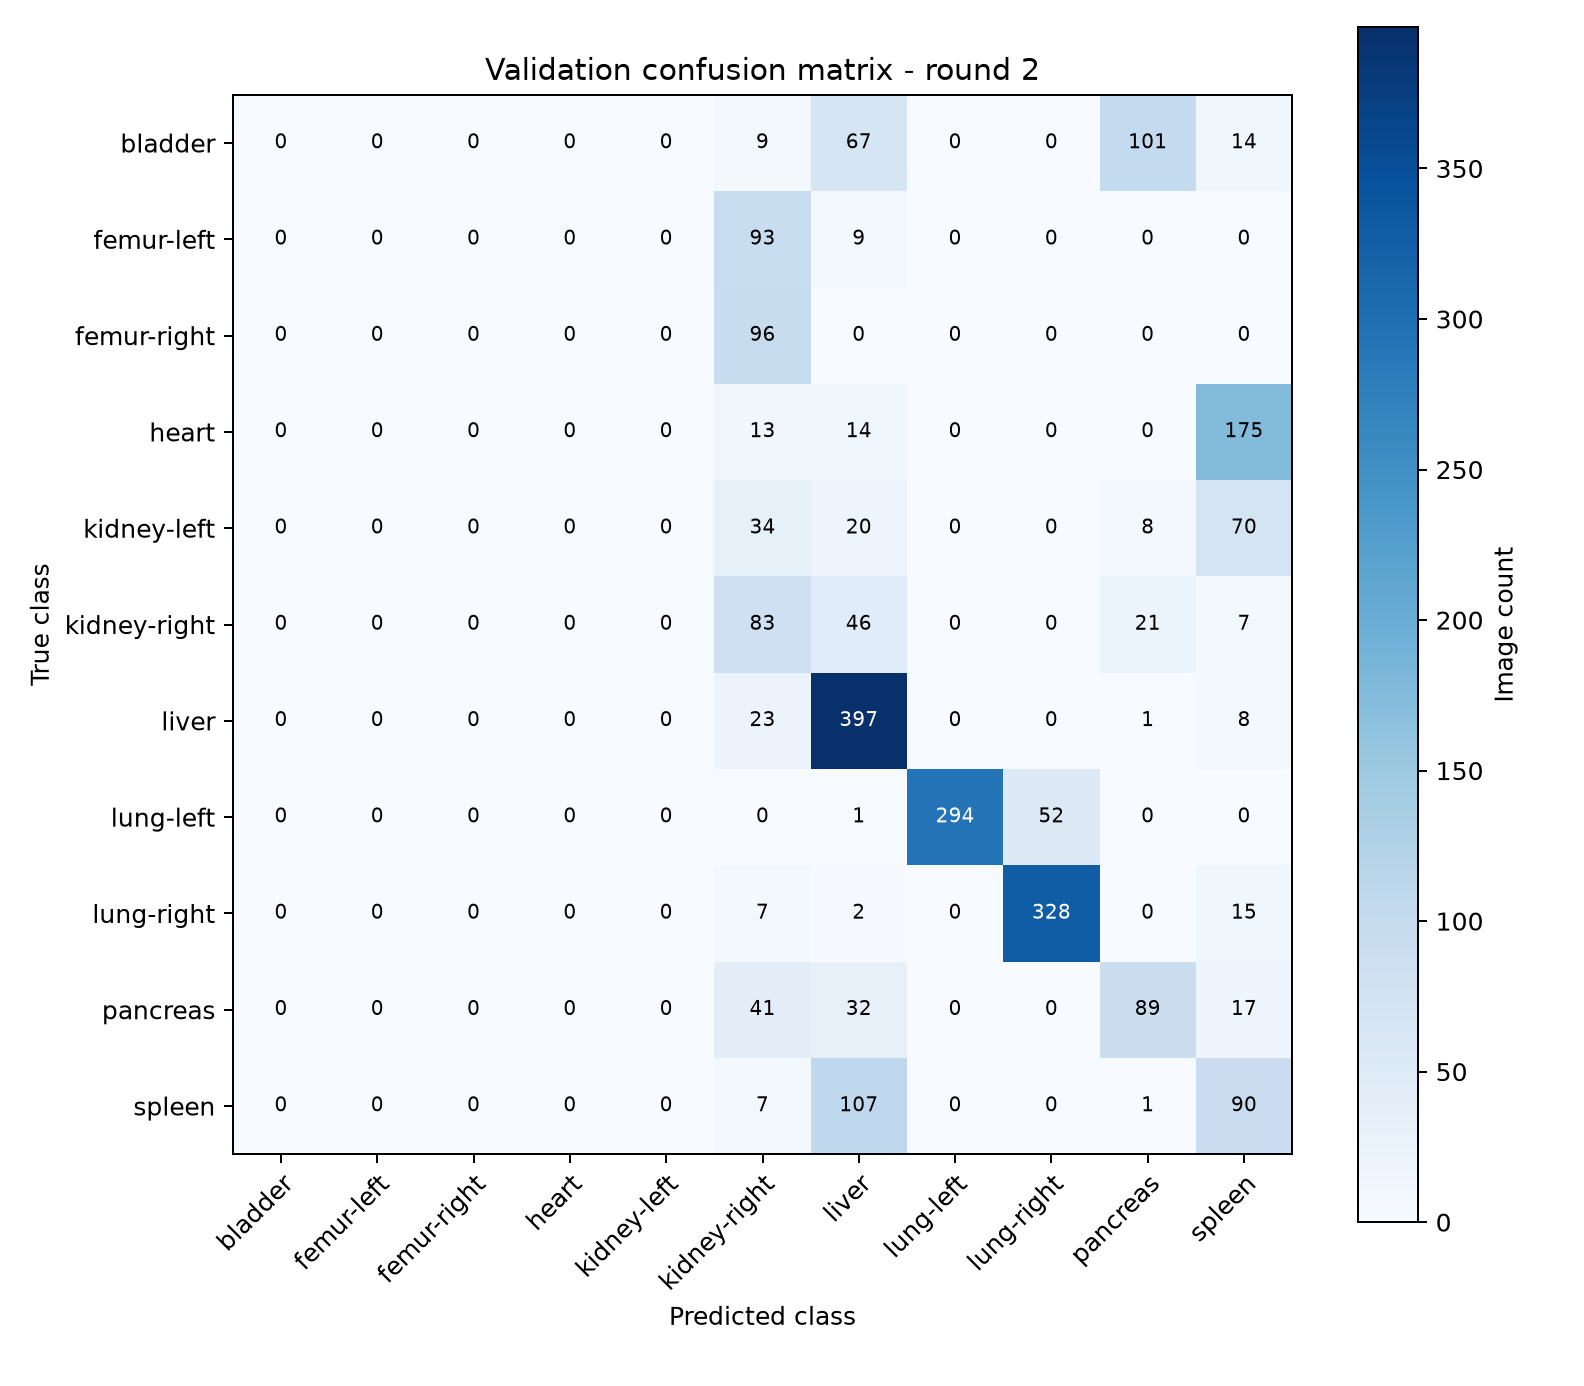 Validation confusion matrix - round 2
True class
bladder 0 0 0 0 0 9 67 0 0 101 14
femur-left 0 0 0 0 0 93 9 0 0 0 0
femur-right 0 0 0 0 0 96 0 0 0 0 0
heart 0 0 0 0 0 13 14 0 0 0 175
kidney-left 0 0 0 0 0 34 20 0 0 8 70
kidney-right 0 0 0 0 0 83 46 0 0 21 7
liver 0 0 0 0 0 23 397 0 0 1 8
lung-left 0 0 0 0 0 0 1 294 52 0 0
lung-right 0 0 0 0 0 7 2 0 328 0 15
pancreas 0 0 0 0 0 41 32 0 0 89 17
spleen 0 0 0 0 0 7 107 0 0 1 90
bladder femur-left femur-right heart kidney-left kidney-right liver lung-left lung-right pancreas spleen
Predicted class
350
300
250
200
150
100
50
0
Image count